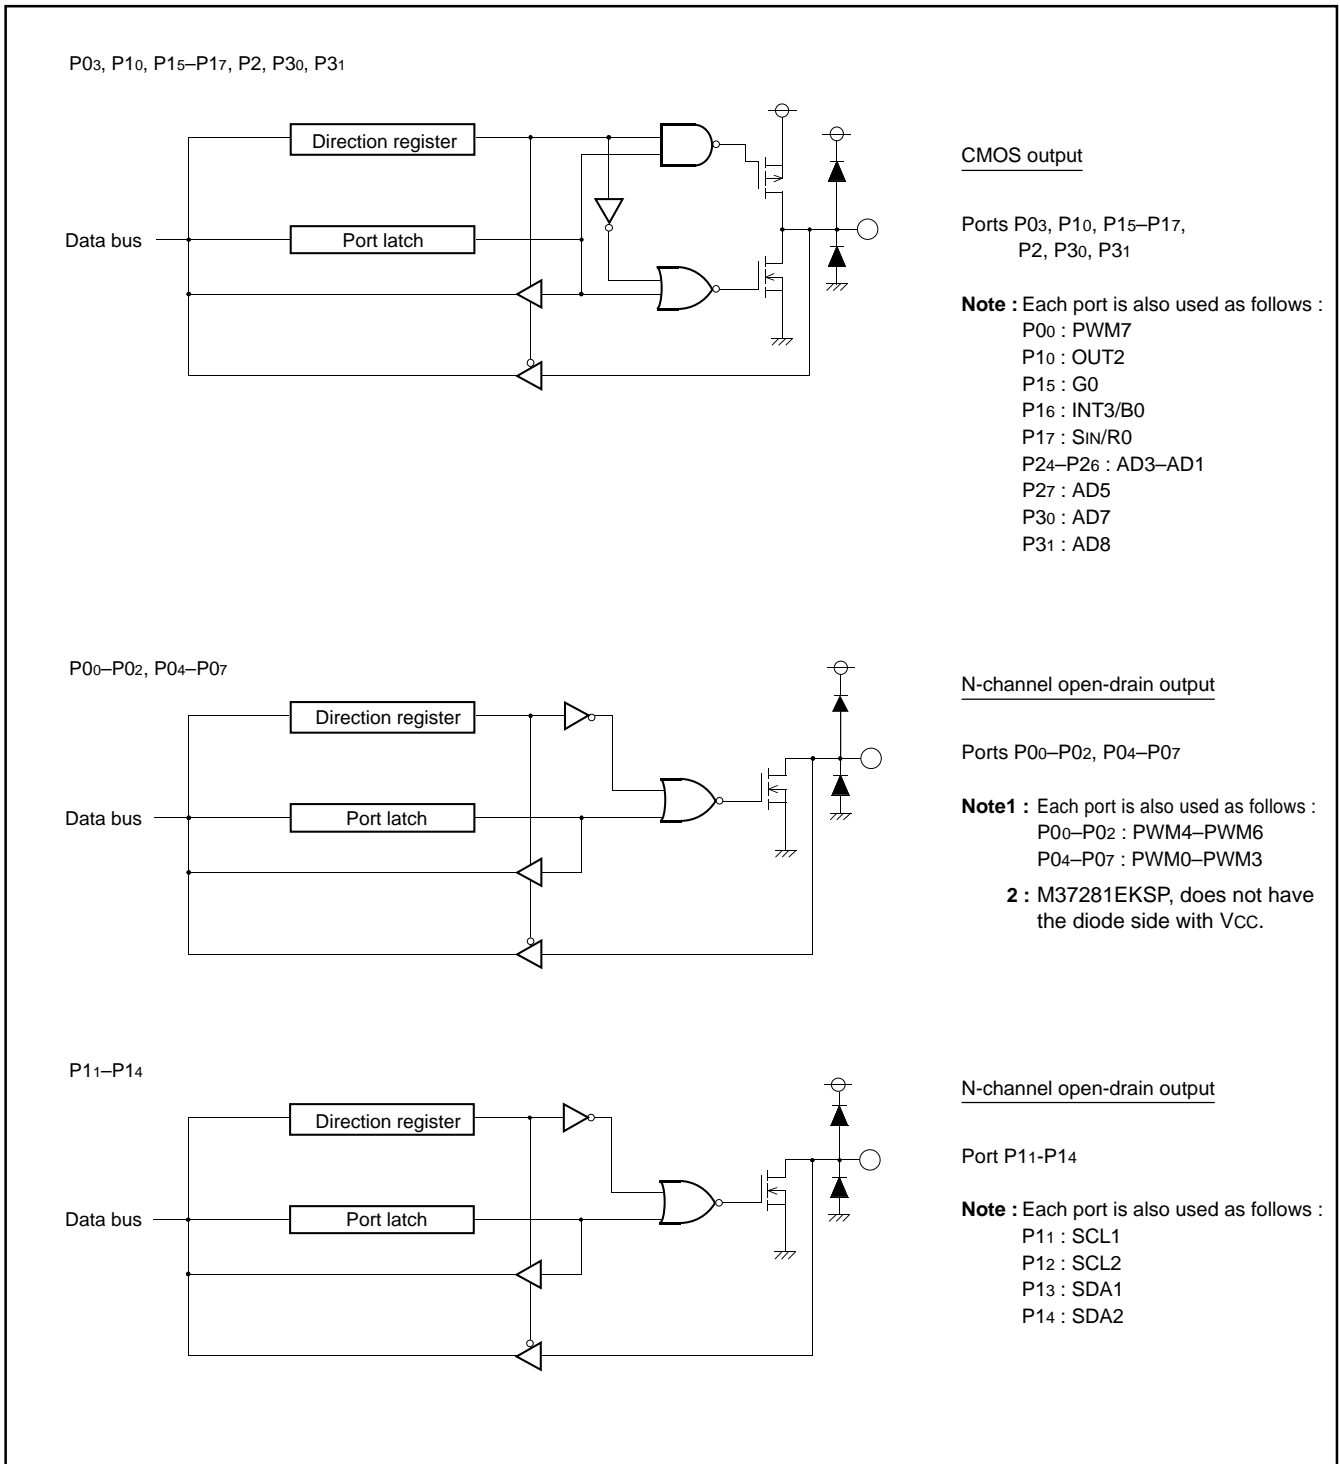 P03, P10, P15–P17, P2, P30, P31
Direction register
Data bus
Port latch
CMOS output
Ports P03, P10, P15–P17,
P2, P30, P31
Note : Each port is also used as follows :
P00 : PWM7
P10 : OUT2
P15 : G0
P16 : INT3/B0
P17 : SIN/R0
P24–P26 : AD3–AD1
P27 : AD5
P30 : AD7
P31 : AD8
P00–P02, P04–P07
Direction register
Data bus
Port latch
N-channel open-drain output
Ports P00–P02, P04–P07
Note1 : Each port is also used as follows :
P00–P02 : PWM4–PWM6
P04–P07 : PWM0–PWM3
2 : M37281EKSP, does not have
the diode side with VCC.
P11–P14
Direction register
Data bus
Port latch
N-channel open-drain output
Port P11-P14
Note : Each port is also used as follows :
P11 : SCL1
P12 : SCL2
P13 : SDA1
P14 : SDA2